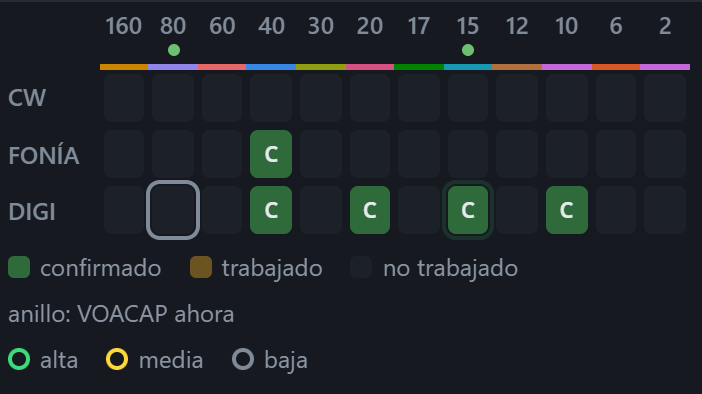 160 80 60 40 30 20 17 15 12 10 6 2
CW
FONÍA C
DIGI C C C C
confirmado trabajado no trabajado
anillo: VOACAP ahora
alta media baja